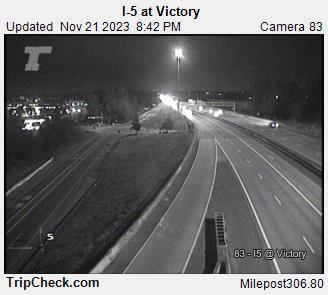 I-5 at Victory
Updated Nov 21 2023 8:42 PM Camera 83
T
S
83 - I5 @ Victory
TripCheck.com Milepost306.80